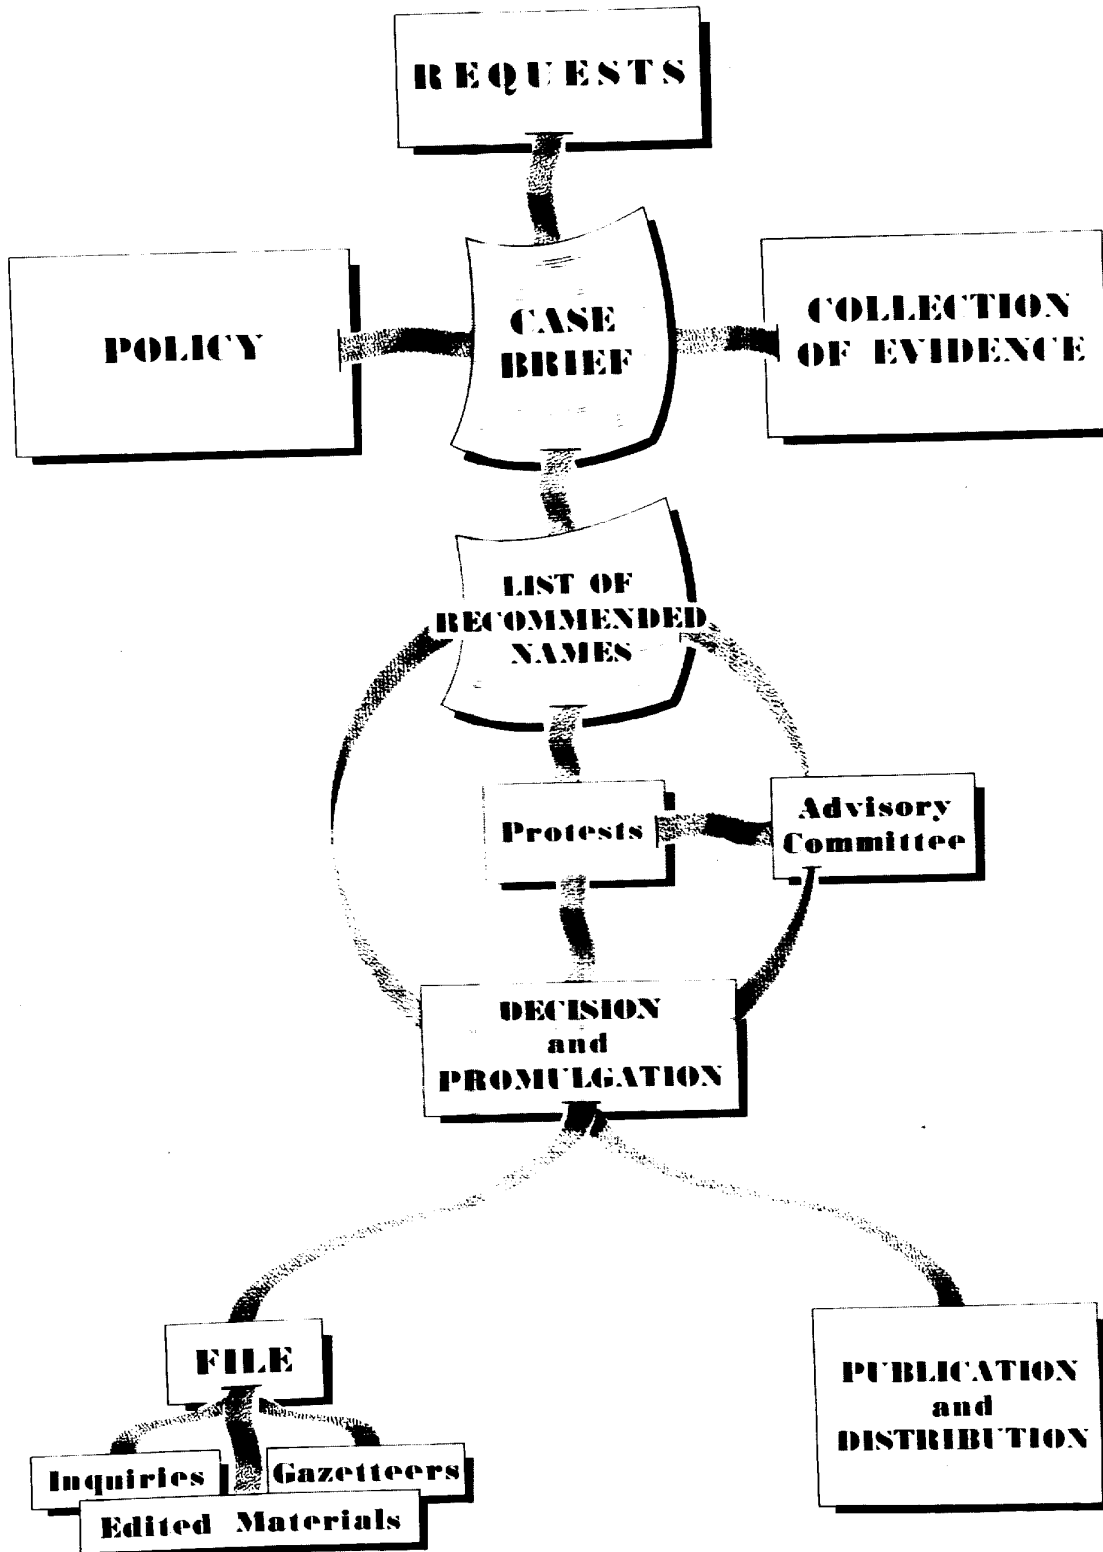 REQUESTS
POLICY
CASE
BRIEF
COLLECTION
OF EVIDENCE
LIST OF
RECOMMENDED
NAMES
Protests
Advisory
Committee
DECISION
and
PROMULGATION
FILE
Inquiries
Gazetteers
Edited Materials
PUBLICATION
and
DISTRIBUTION